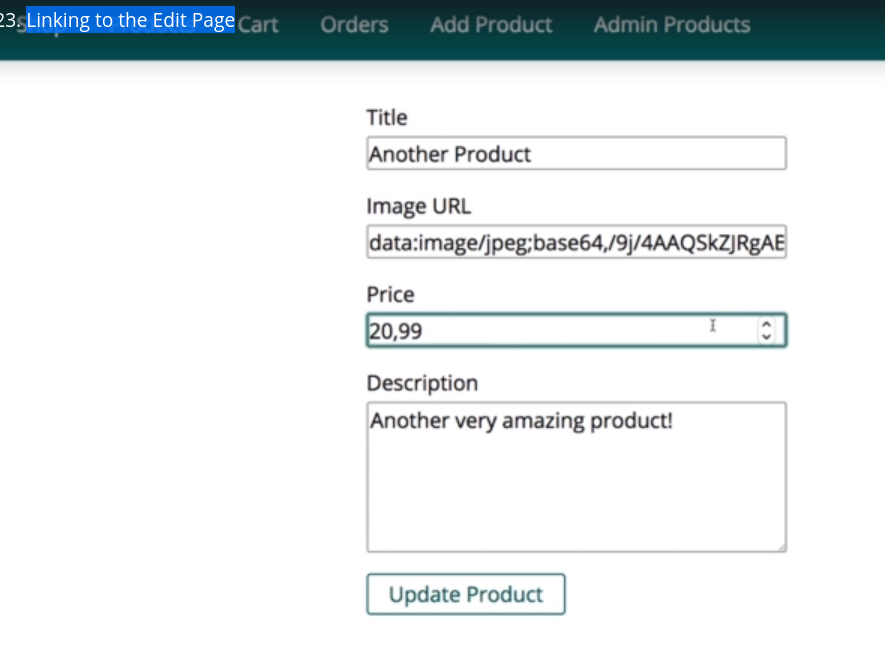 23. Linking to the Edit Page
Cart Orders Add Product Admin Products
Title
Another Product
Image URL
data:image/jpeg;base64,/9j/4AAQSkZJRgAE
Price
20,99
Description
Another very amazing product!
Update Product